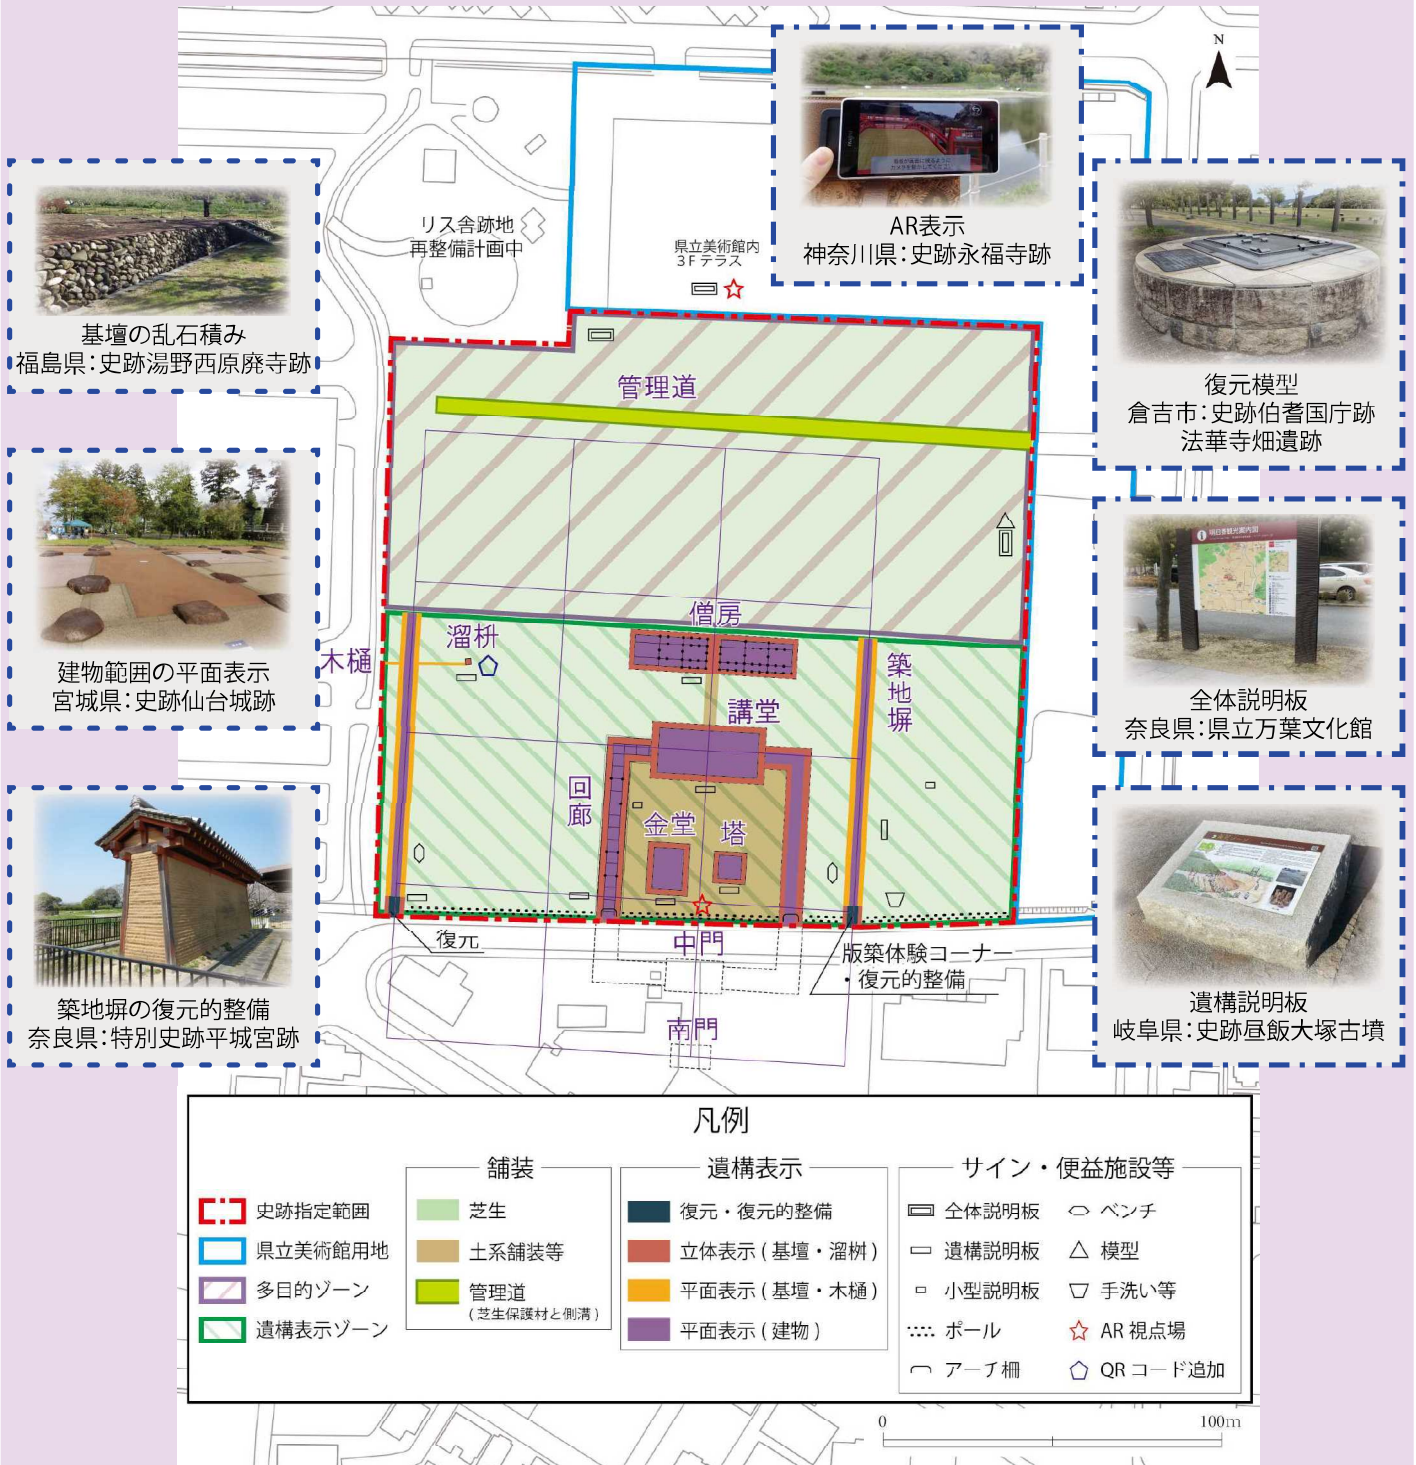 N
AR表示
神奈川県：史跡永福寺跡
基壇の乱石積み
福島県：史跡湯野西原廃寺跡
リス舎跡地
再整備計画中
県立美術館内
3Fテラス
復元模型
倉吉市：史跡伯耆国庁跡
法華寺畑遺跡
管理道
建物範囲の平面表示
宮城県：史跡仙台城跡
明日香観光案内図
全体説明板
奈良県：県立万葉文化館
僧房
溜枡
木樋
築地塀
講堂
回廊
金堂
塔
築地塀の復元的整備
奈良県：特別史跡平城宮跡
遺構説明板
岐阜県：史跡昼飯大塚古墳
復元
中門
版築体験コーナー
・復元的整備
南門
凡例
史跡指定範囲
県立美術館用地
多目的ゾーン
遺構表示ゾーン
舗装
芝生
土系舗装等
管理道
(芝生保護材と側溝)
遺構表示
復元・復元的整備
立体表示(基壇・溜桝)
平面表示(基壇・木樋)
平面表示(建物)
サイン・便益施設等
全体説明板
遺構説明板
小型説明板
ポール
アーチ柵
ベンチ
模型
手洗い等
AR視点場
QRコード追加
0
100m